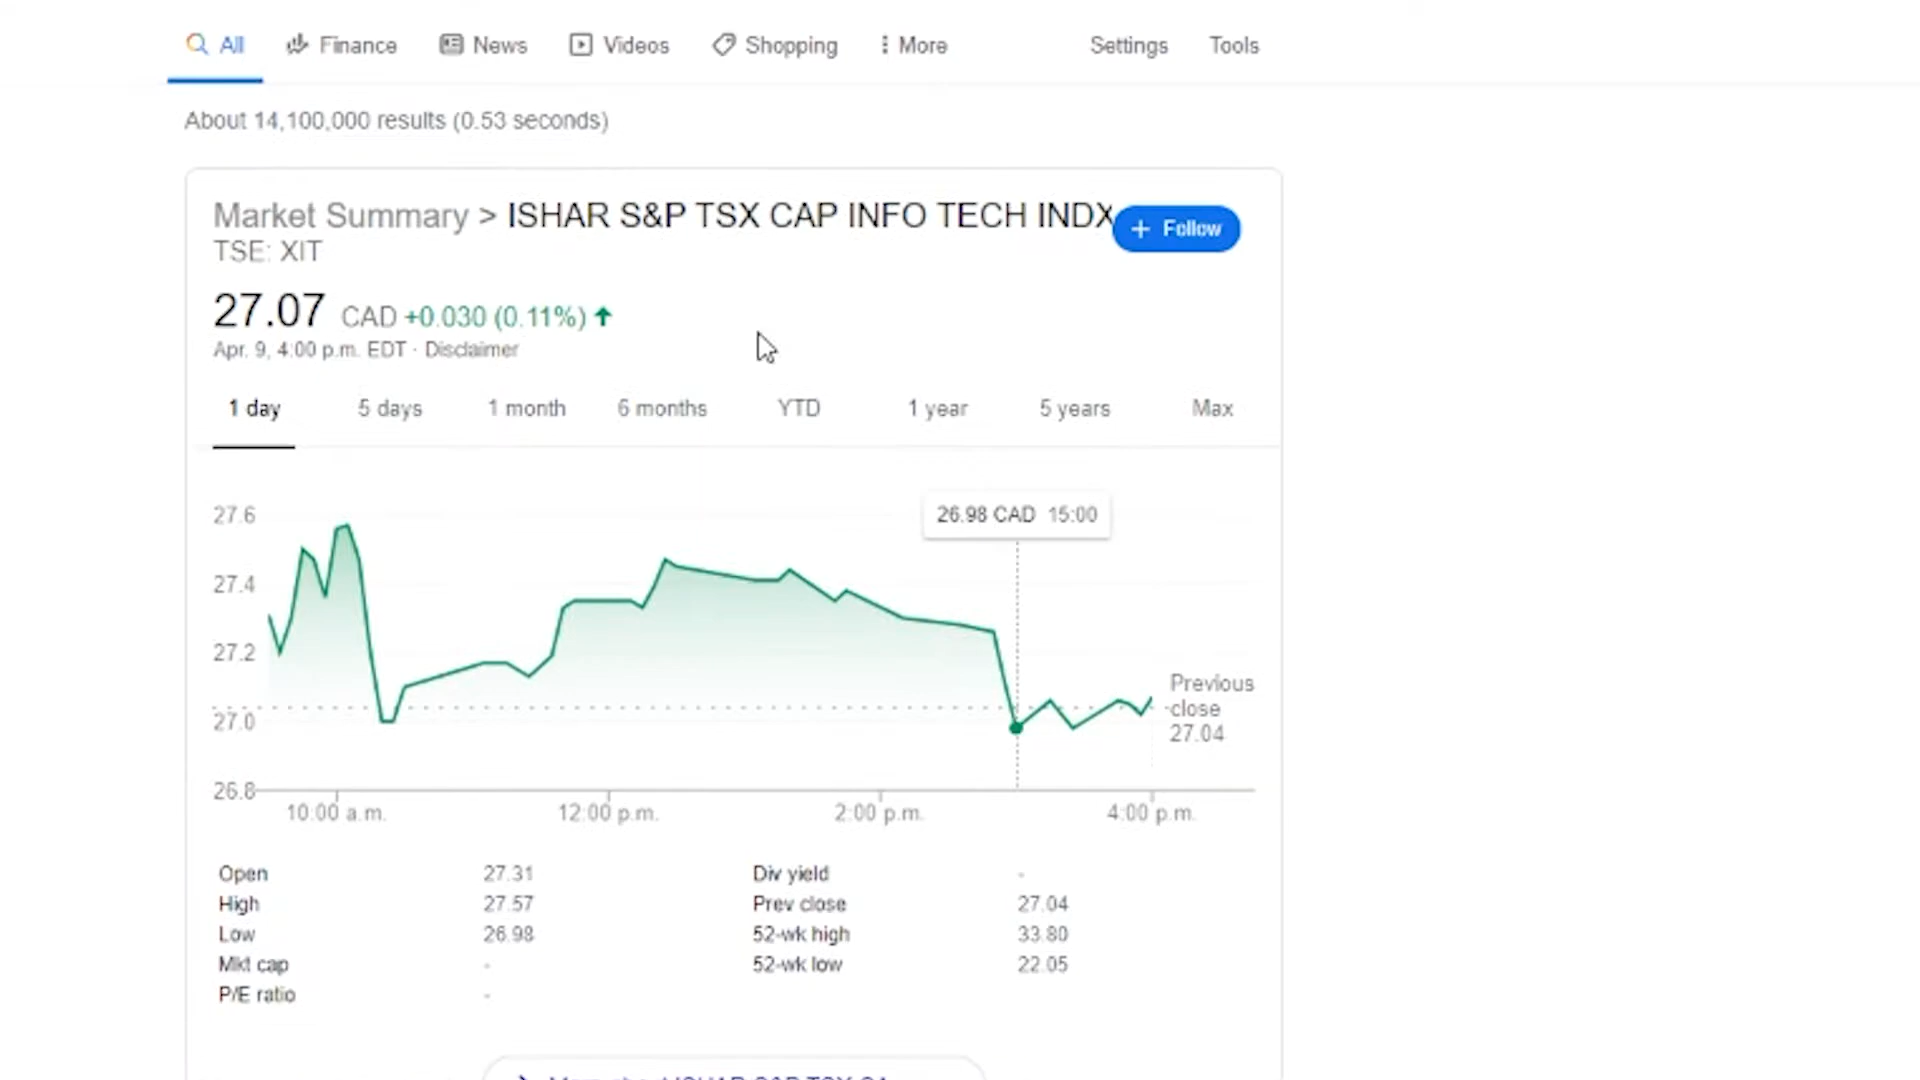 All Finance News Videos Shopping More Settings Tools
About 14,100,000 results (0.53 seconds)
Market Summary > ISHAR S&P TSX CAP INFO TECH INDX
+ Follow
TSE: XIT
27.07 CAD +0.030 (0.11%)
Apr. 9, 4:00 p.m. EDT · Disclaimer
1 day 5 days 1 month 6 months YTD 1 year 5 years Max
26.98 CAD 15:00
27.6
27.4
27.2
27.0
26.8
Previous
close
27.04
10:00 a.m. 12:00 p.m. 2:00 p.m. 4:00 p.m.
Open 27.31 Div yield -
High 27.57 Prev close 27.04
Low 26.98 52-wk high 33.80
Mkt cap - 52-wk low 22.05
P/E ratio -